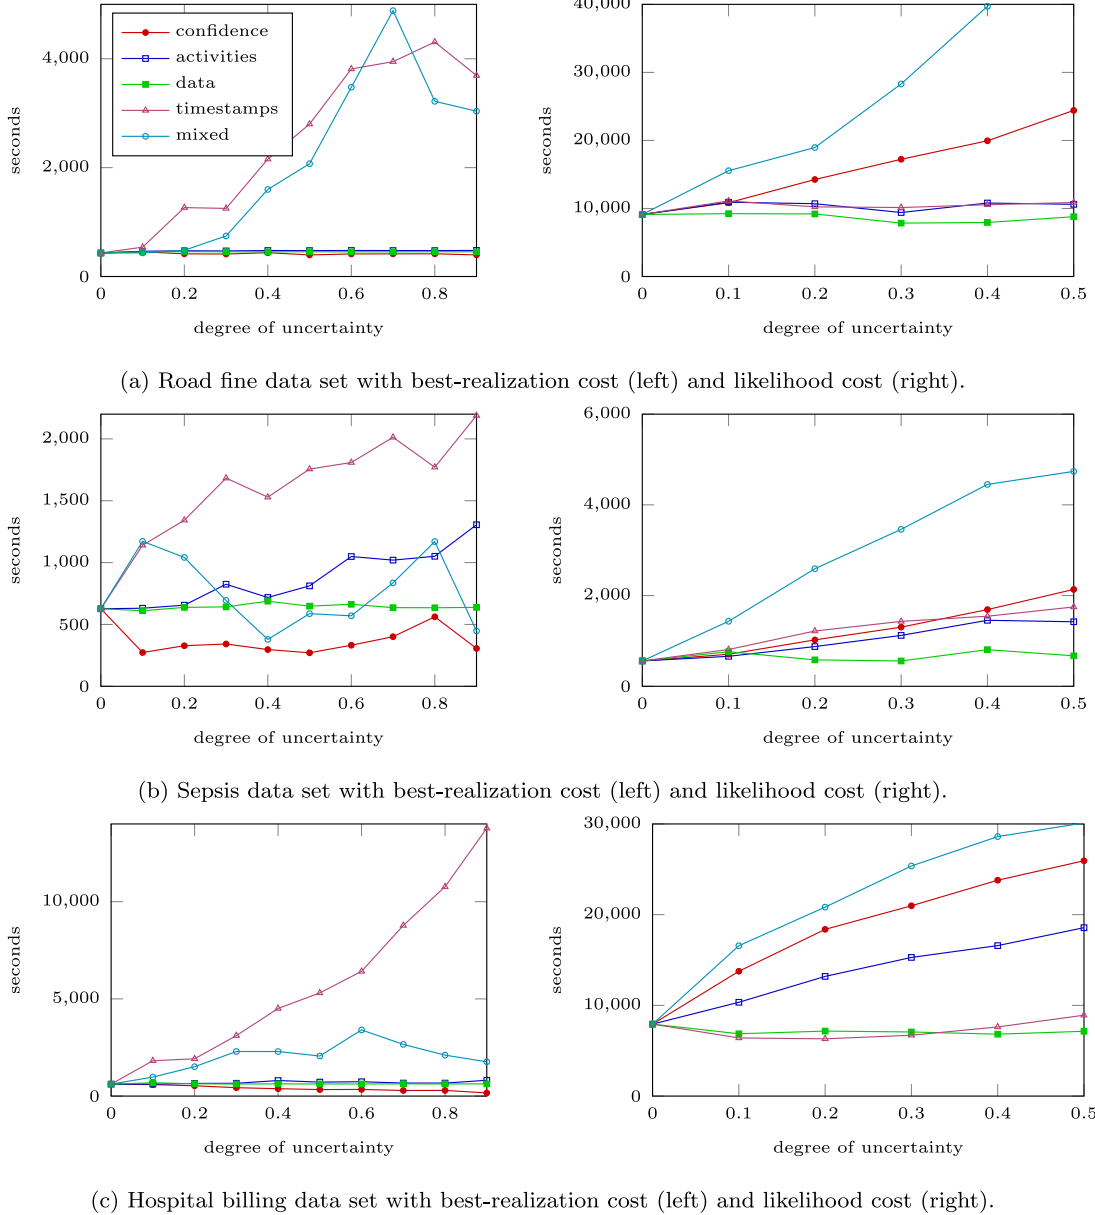 confidence
activities
data
timestamps
mixed
4,000
2,000
0
seconds
0 0.2 0.4 0.6 0.8
degree of uncertainty
40,000
30,000
20,000
10,000
0
seconds
0 0.1 0.2 0.3 0.4 0.5
degree of uncertainty
(a) Road fine data set with best-realization cost (left) and likelihood cost (right).
2,000
1,500
1,000
500
0
seconds
0 0.2 0.4 0.6 0.8
degree of uncertainty
6,000
4,000
2,000
0
seconds
0 0.1 0.2 0.3 0.4 0.5
degree of uncertainty
(b) Sepsis data set with best-realization cost (left) and likelihood cost (right).
10,000
5,000
0
seconds
0 0.2 0.4 0.6 0.8
degree of uncertainty
30,000
20,000
10,000
0
seconds
0 0.1 0.2 0.3 0.4 0.5
degree of uncertainty
(c) Hospital billing data set with best-realization cost (left) and likelihood cost (right).